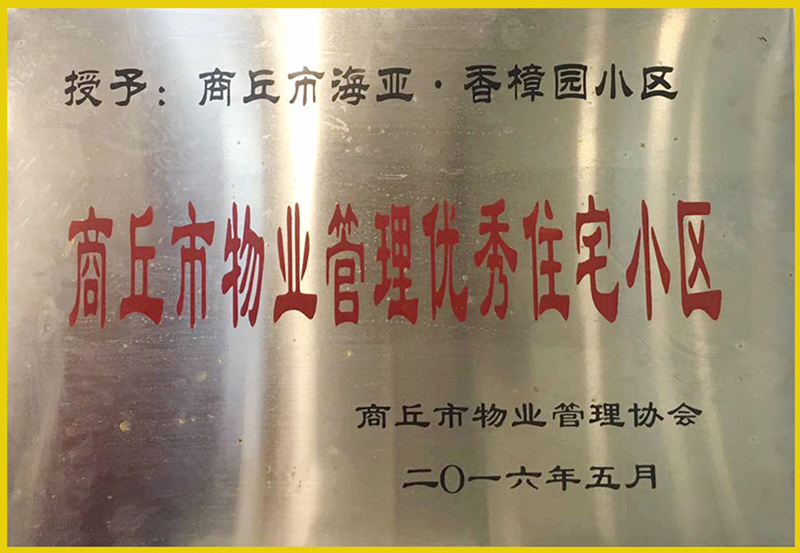 授予：商丘市海亚·香樟园小区
商丘市物业管理优秀住宅小区
商丘市物业管理协会
二〇一六年五月